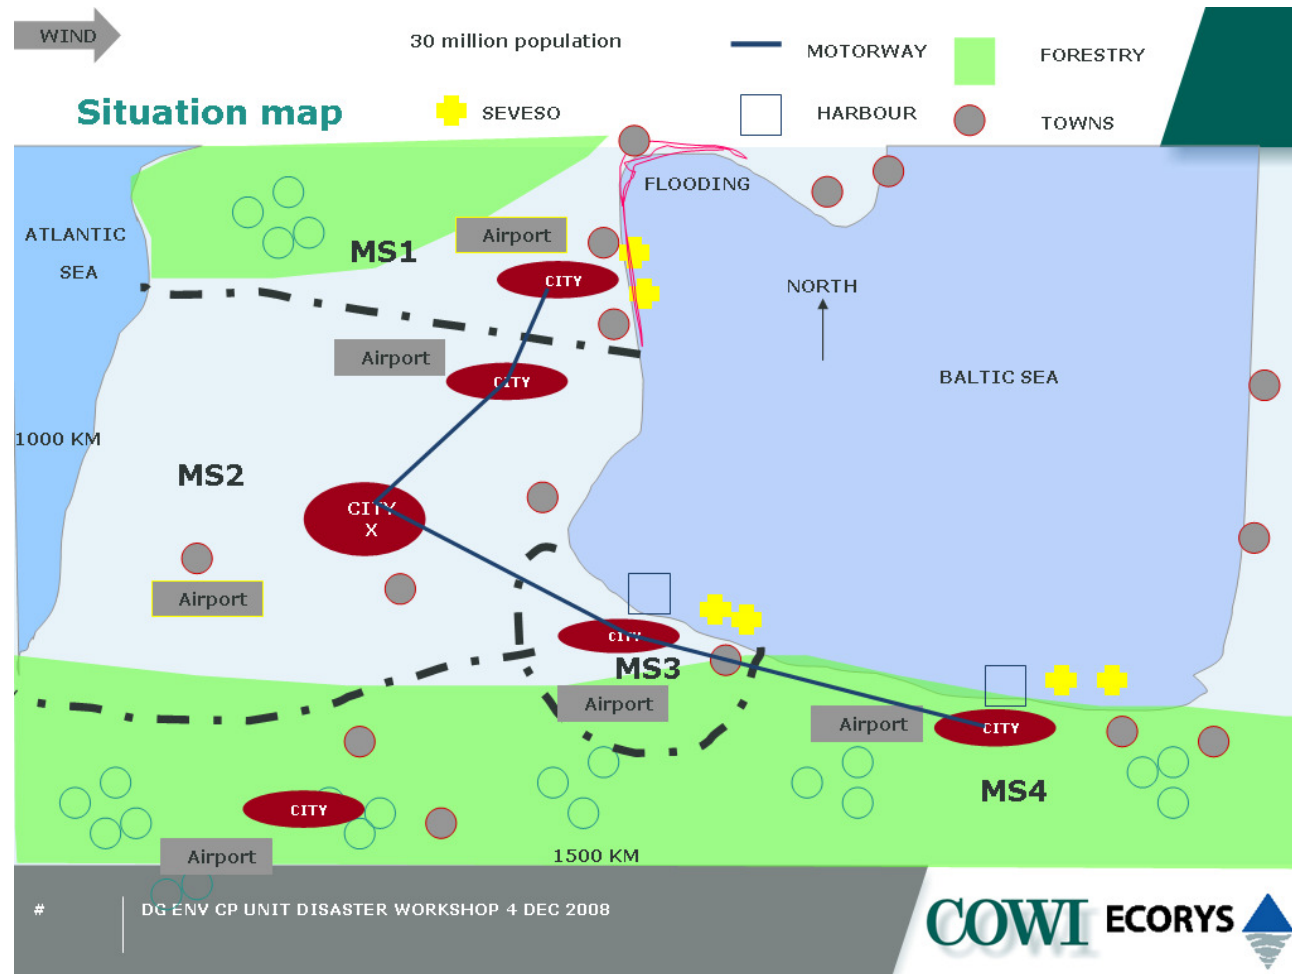 WIND
30 million population
MOTORWAY
FORESTRY
Situation map
SEVESO
HARBOUR
TOWNS
FLOODING
ATLANTIC
SEA
MS1
Airport
CITY
NORTH
Airport
CITY
BALTIC SEA
1000 KM
MS2
CITY
X
Airport
CITY
MS3
Airport
Airport
CITY
MS4
CITY
Airport
1500 KM
#
DG ENV CP UNIT DISASTER WORKSHOP 4 DEC 2008
COWI
ECORYS